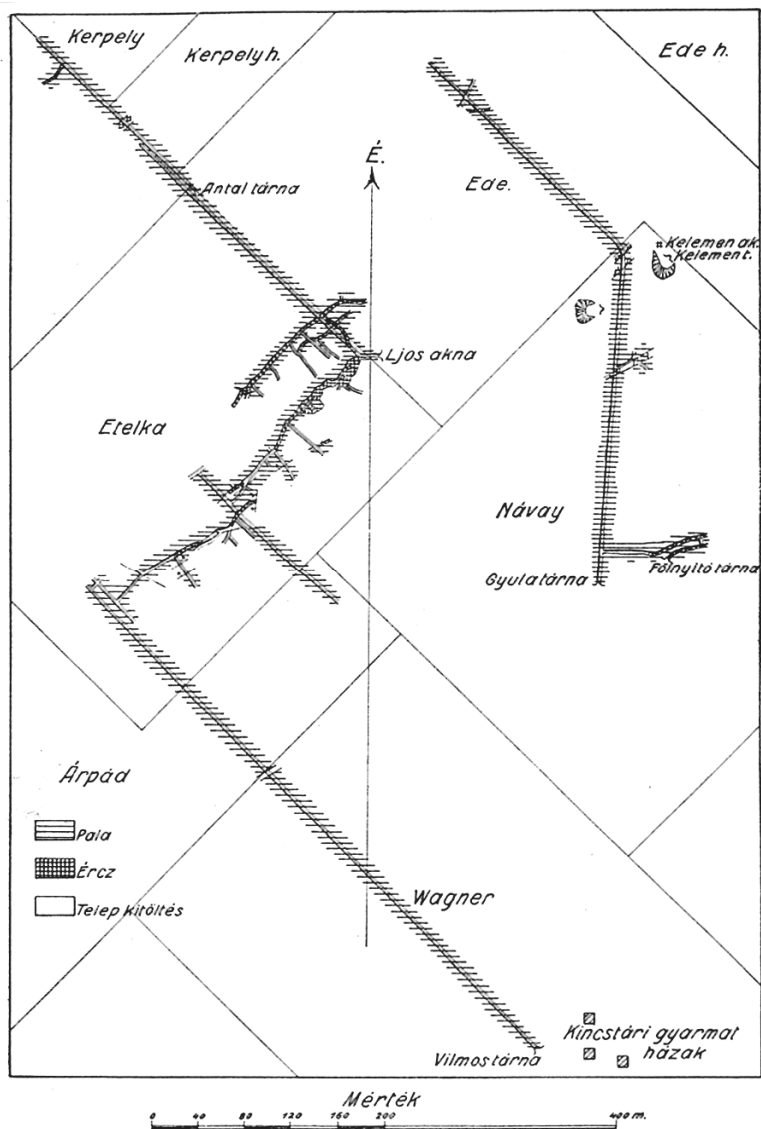 Kerpely
Kerpely h.
Ede h.
É.
Antal tárna
Ede.
Kelemen ak.
Kelemen t.
Ljos akna
Etelka
Návay
Gyula tárna
Fölnyitó tárna
Árpád
Pala
Ércz
Telep kitöltés
Wagner
Kincstári gyarmat
házak
Vilmos tárna
Mérték
0 40 80 120 160 200 400 m.